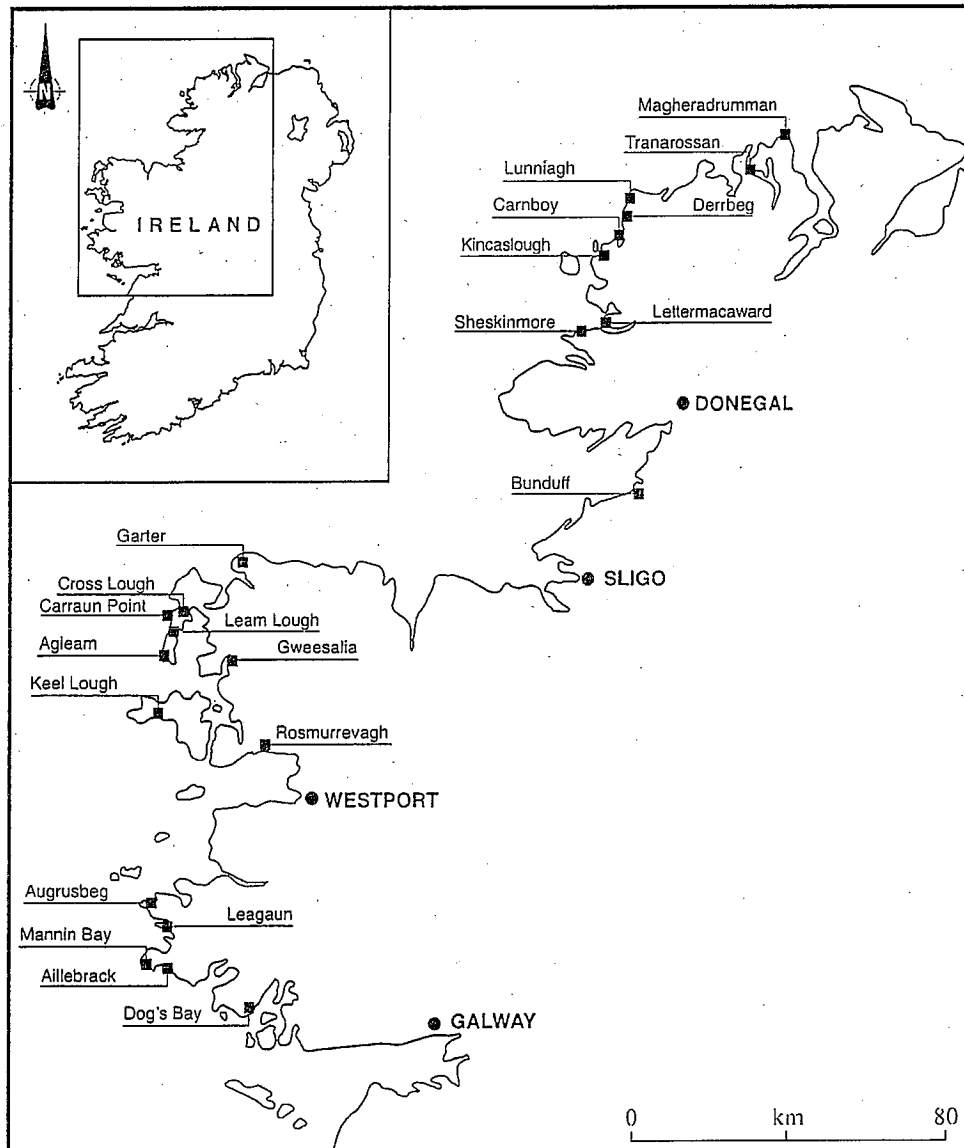 N
IRELAND
Magheradrumman
Tranarossan
Lunniagh
Carnboy
Derrbeg
Kincaslough
Sheskinmore
Lettermacaward
DONEGAL
Bunduff
Garter
SLIGO
Cross Lough
Carraun Point
Leam Lough
Agleam
Gweesalia
Keel Lough
Rosmurrevagh
WESTPORT
Augrusbeg
Leagaun
Mannin Bay
Aillebrack
Dog's Bay
GALWAY
0 km 80